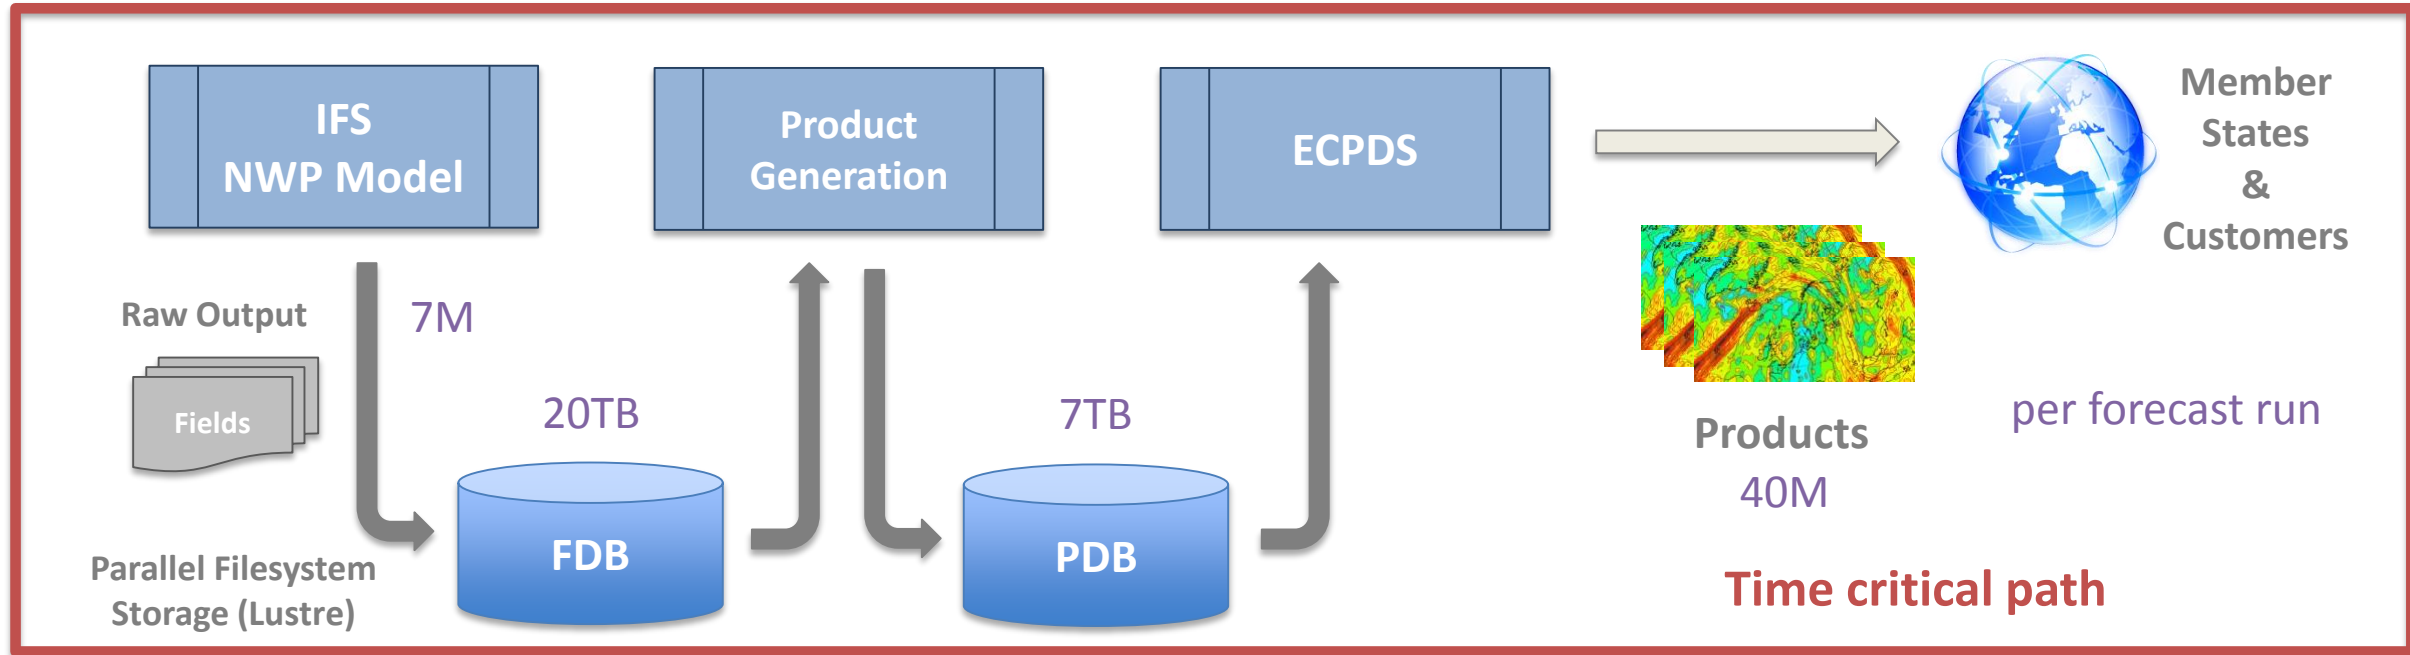 IFS
NWP Model
Product
Generation
ECPDS
Member
States
&
Customers
Raw Output
7M
Fields
20TB
7TB
Products
40M
per forecast run
FDB
PDB
Parallel Filesystem
Storage (Lustre)
Time critical path